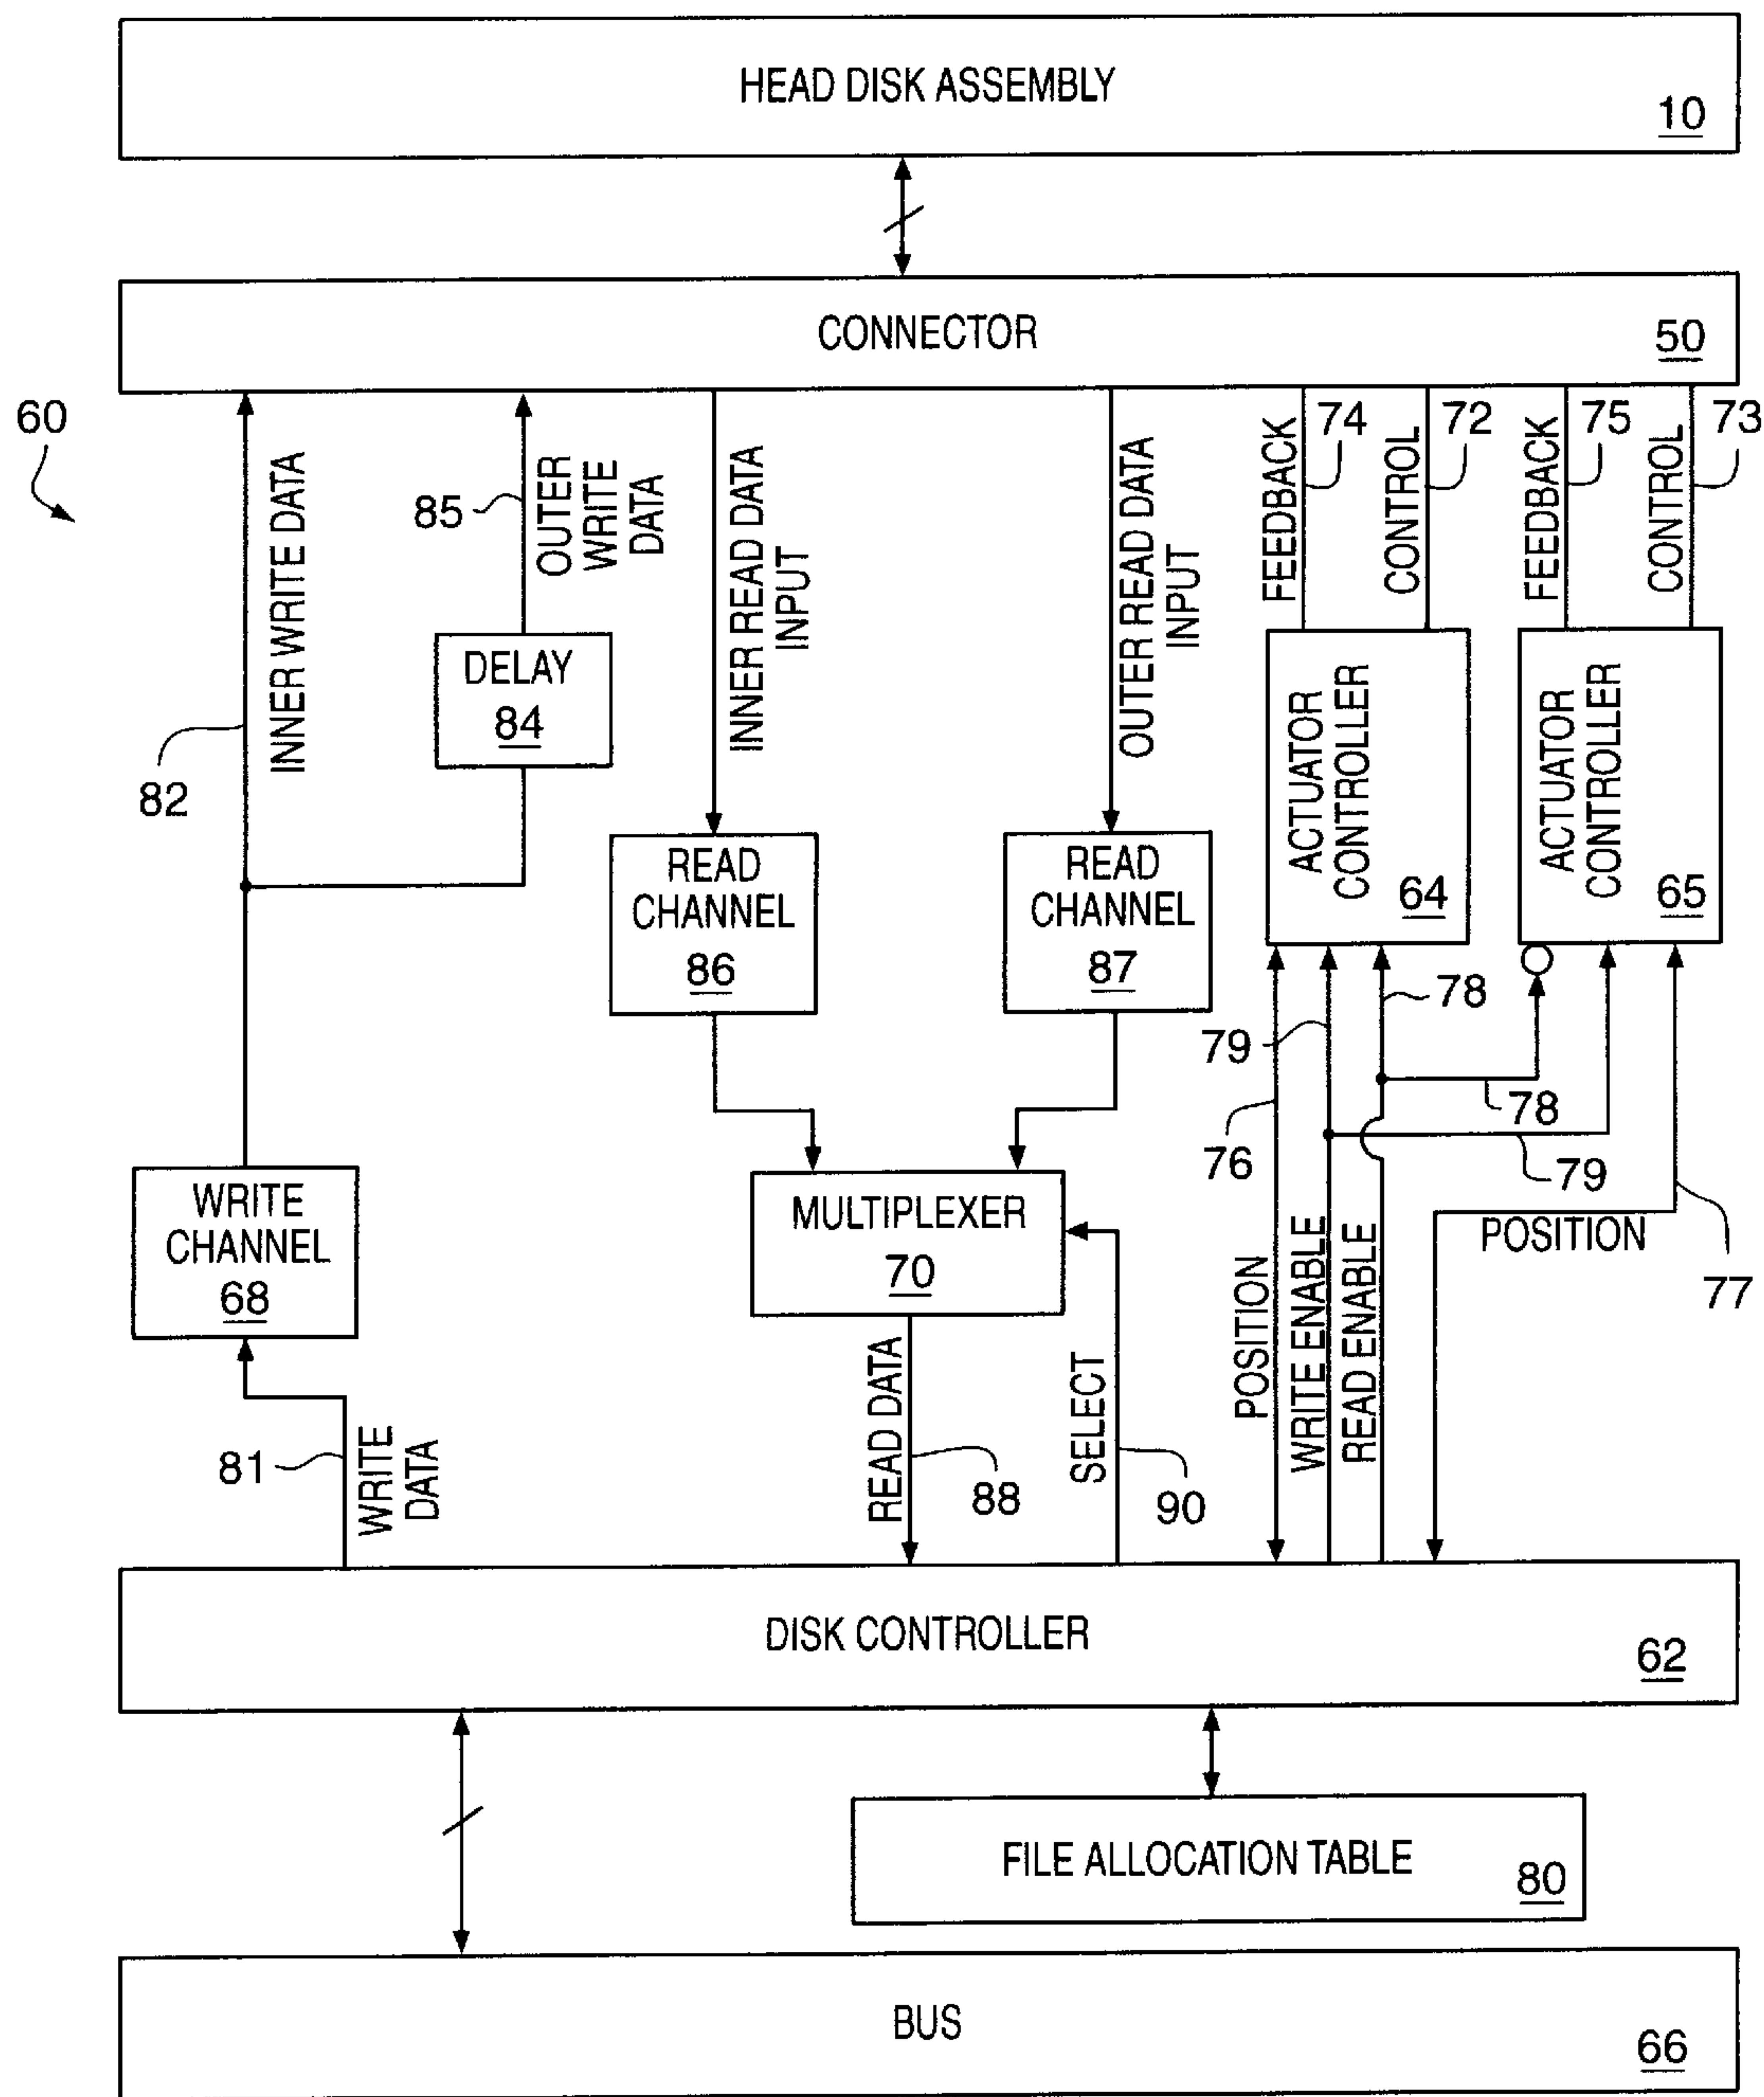 HEAD DISK ASSEMBLY
10
CONNECTOR
50
60
INNER WRITE DATA
82
85
OUTER
WRITE
DATA
DELAY
84
INNER READ DATA
INPUT
OUTER READ DATA
INPUT
FEEDBACK
74
CONTROL
72
FEEDBACK
75
CONTROL
73
ACTUATOR
CONTROLLER
64
ACTUATOR
CONTROLLER
65
READ
CHANNEL
86
READ
CHANNEL
87
78
79
78
76
79
WRITE
CHANNEL
68
MULTIPLEXER
70
POSITION
77
POSITION
WRITE ENABLE
READ ENABLE
81
WRITE
DATA
READ DATA
88
SELECT
90
DISK CONTROLLER
62
FILE ALLOCATION TABLE
80
BUS
66